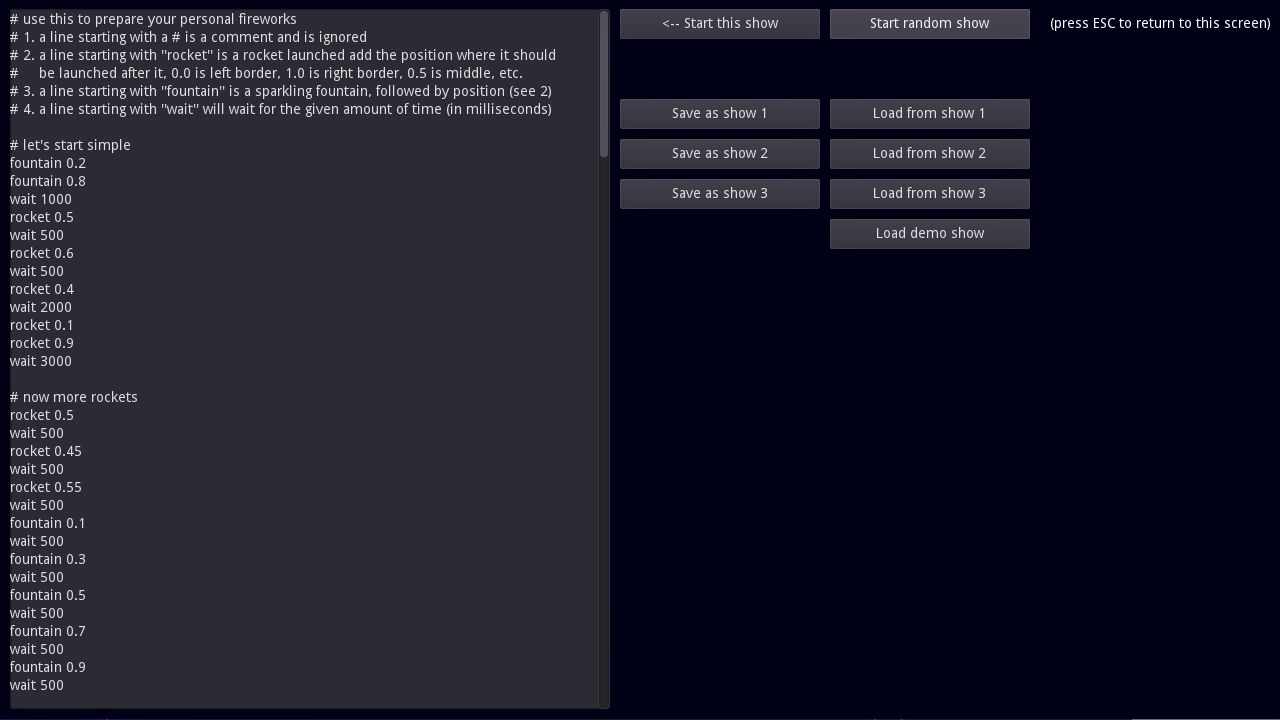 # use this to prepare your personal fireworks
# 1. a line starting with a # is a comment and is ignored
# 2. a line starting with "rocket" is a rocket launched add the position where it should
#     be launched after it, 0.0 is left border, 1.0 is right border, 0.5 is middle, etc.
# 3. a line starting with "fountain" is a sparkling fountain, followed by position (see 2)
# 4. a line starting with "wait" will wait for the given amount of time (in milliseconds)

# let's start simple
fountain 0.2
fountain 0.8
wait 1000
rocket 0.5
wait 500
rocket 0.6
wait 500
rocket 0.4
wait 2000
rocket 0.1
rocket 0.9
wait 3000

# now more rockets
rocket 0.5
wait 500
rocket 0.45
wait 500
rocket 0.55
wait 500
fountain 0.1
wait 500
fountain 0.3
wait 500
fountain 0.5
wait 500
fountain 0.7
wait 500
fountain 0.9
wait 500
<-- Start this show
Start random show
(press ESC to return to this screen)
Save as show 1
Load from show 1
Save as show 2
Load from show 2
Save as show 3
Load from show 3
Load demo show